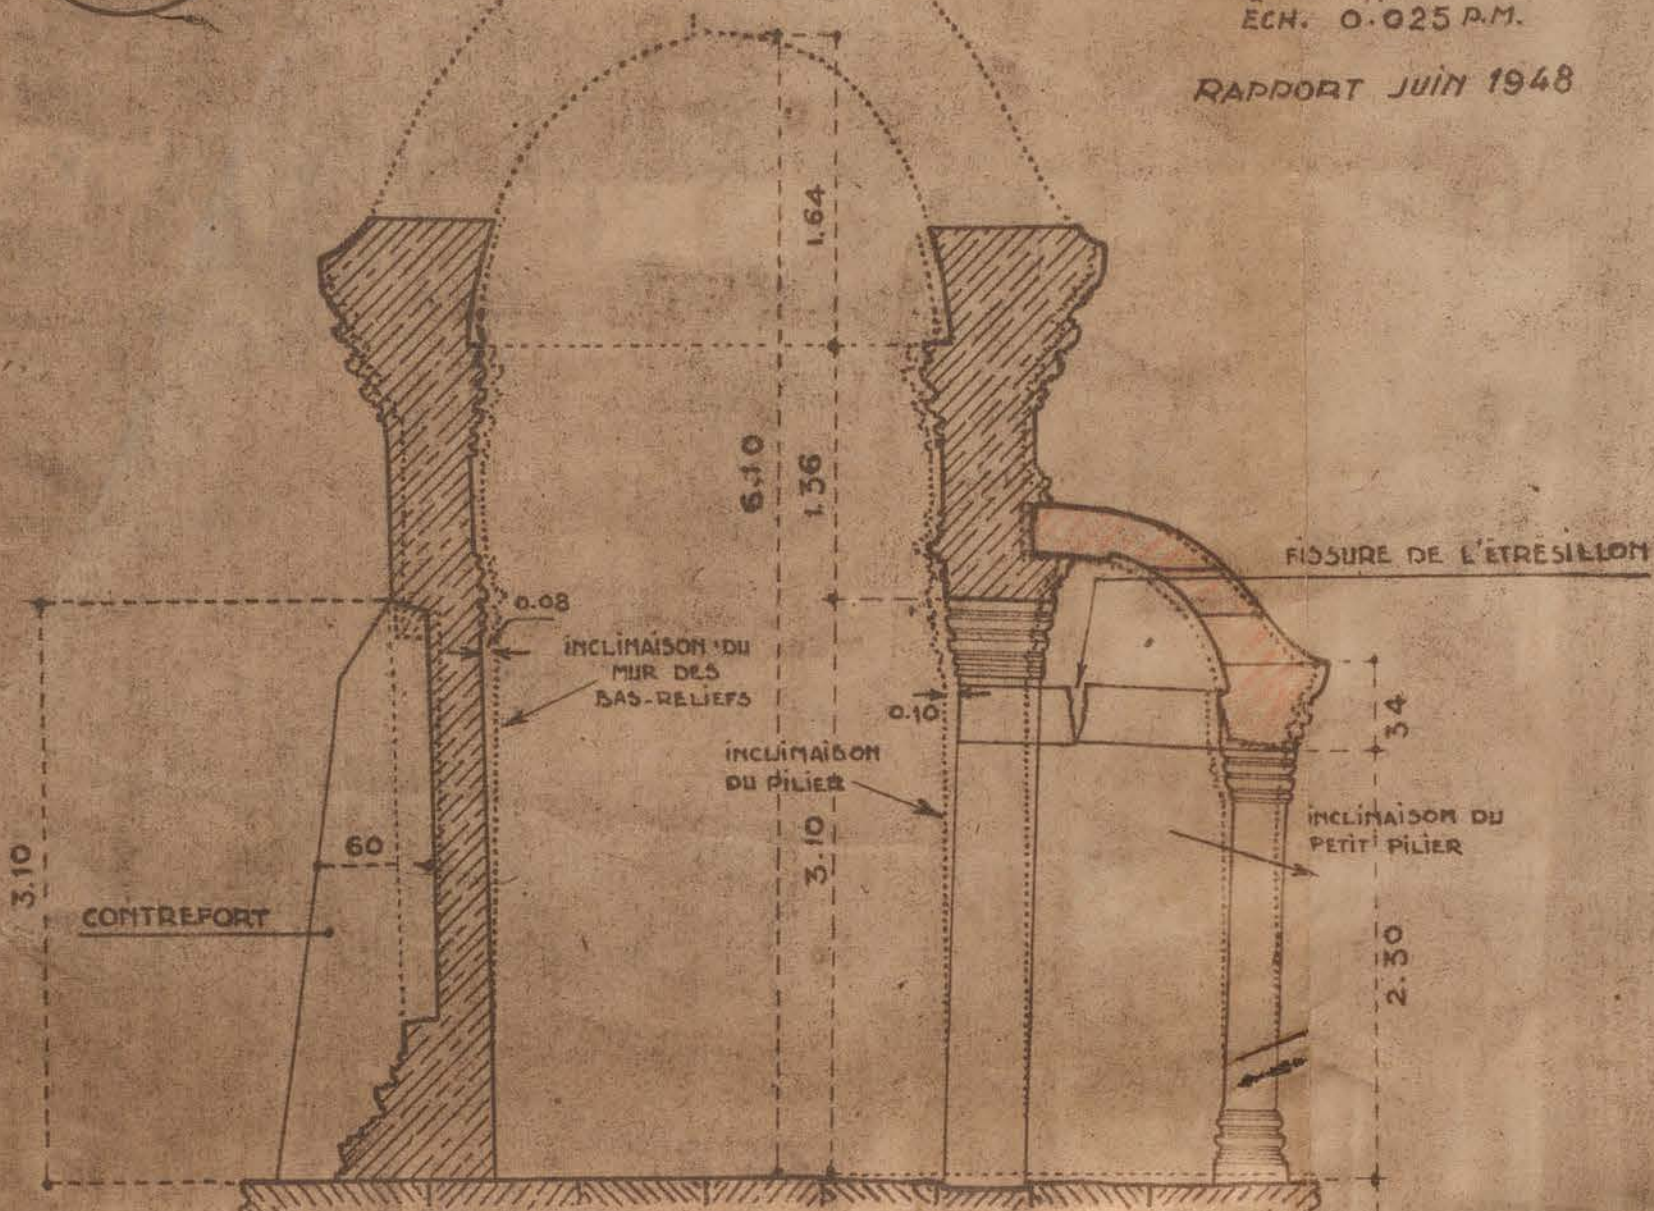 ÉCH. 0.025 P.M.
RAPPORT JUIN 1948
1.64
6.10
1.36
FISSURE DE L'ÉTRÉSILLON
0.08
INCLINAISON DU
MUR DES
BAS-RELIEFS
0.10
34
INCLINAISON
DU PILIER
INCLINAISON DU
PETIT PILIER
60
3.10
3.10
CONTREFORT
2.30